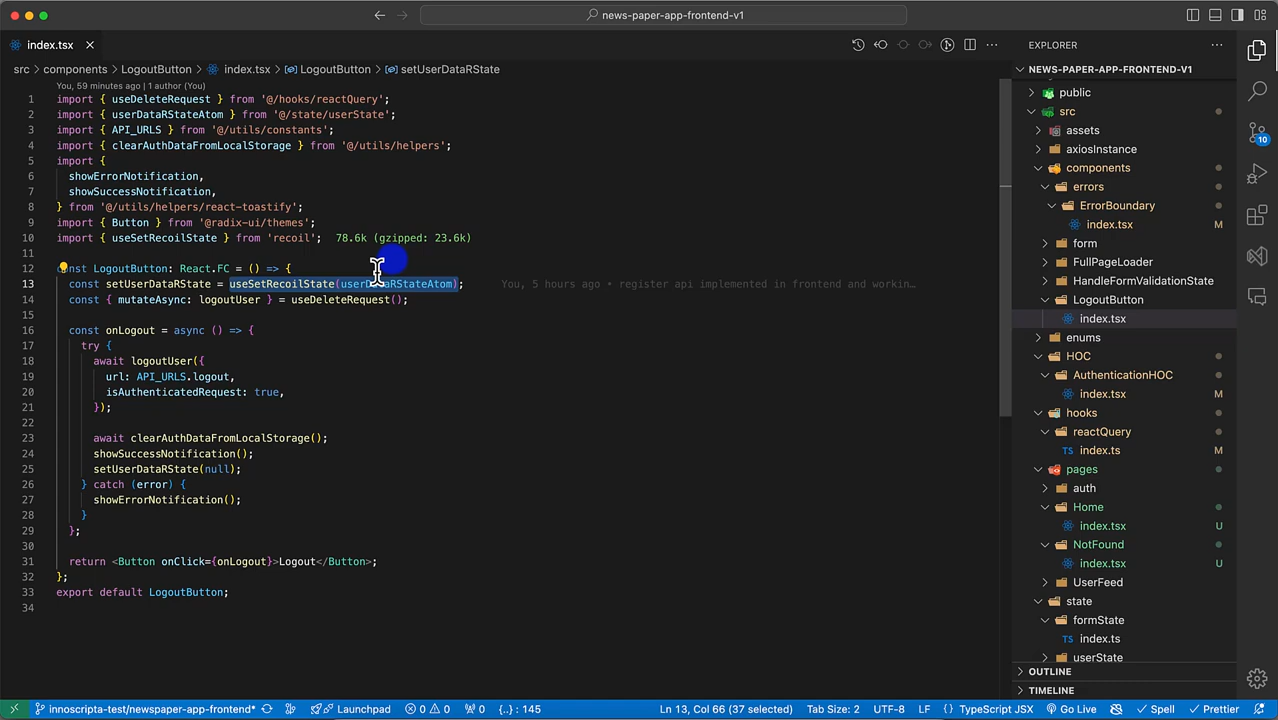 news-paper-app-frontend-v1
index.tsx
EXPLORER
src > components > LogoutButton > index.tsx > LogoutButton > setUserDataRState
NEWS-PAPER-APP-FRONTEND-V1
You, 59 minutes ago | 1 author (You)
1 import { useDeleteRequest } from '@/hooks/reactQuery';
2 import { userDataRStateAtom } from '@/state/userState';
3 import { API_URLS } from '@/utils/constants';
4 import { clearAuthDataFromLocalStorage } from '@/utils/helpers';
5 import {
6 showErrorNotification,
7 showSuccessNotification,
8 } from '@/utils/helpers/react-toastify';
9 import { Button } from '@radix-ui/themes';
10 import { useSetRecoilState } from 'recoil'; 78.6k (gzipped: 23.6k)
11
12 const LogoutButton: React.FC = () => {
13 const setUserDataRState = useSetRecoilState(userDataRStateAtom); You, 5 hours ago • register api implemented in frontend and workin…
14 const { mutateAsync: logoutUser } = useDeleteRequest();
15
16 const onLogout = async () => {
17 try {
18 await logoutUser({
19 url: API_URLS.logout,
20 isAuthenticatedRequest: true,
21 });
22
23 await clearAuthDataFromLocalStorage();
24 showSuccessNotification();
25 setUserDataRState(null);
26 } catch (error) {
27 showErrorNotification();
28 }
29 };
30
31 return <Button onClick={onLogout}>Logout</Button>;
32 };
33 export default LogoutButton;
34
public
src
assets
axiosInstance
components
errors
ErrorBoundary
index.tsx M
form
FullPageLoader
HandleFormValidationState
LogoutButton
index.tsx
enums
HOC
AuthenticationHOC
index.tsx M
hooks
reactQuery
TS index.ts M
pages
auth
Home
index.tsx U
NotFound
index.tsx U
UserFeed
state
formState
TS index.ts
userState
OUTLINE
TIMELINE
10
innoscripta-test/newspaper-app-frontend* Launchpad 0 0 0 {..} : 145 Ln 13, Col 66 (37 selected) Tab Size: 2 UTF-8 LF {} TypeScript JSX Go Live Spell Prettier